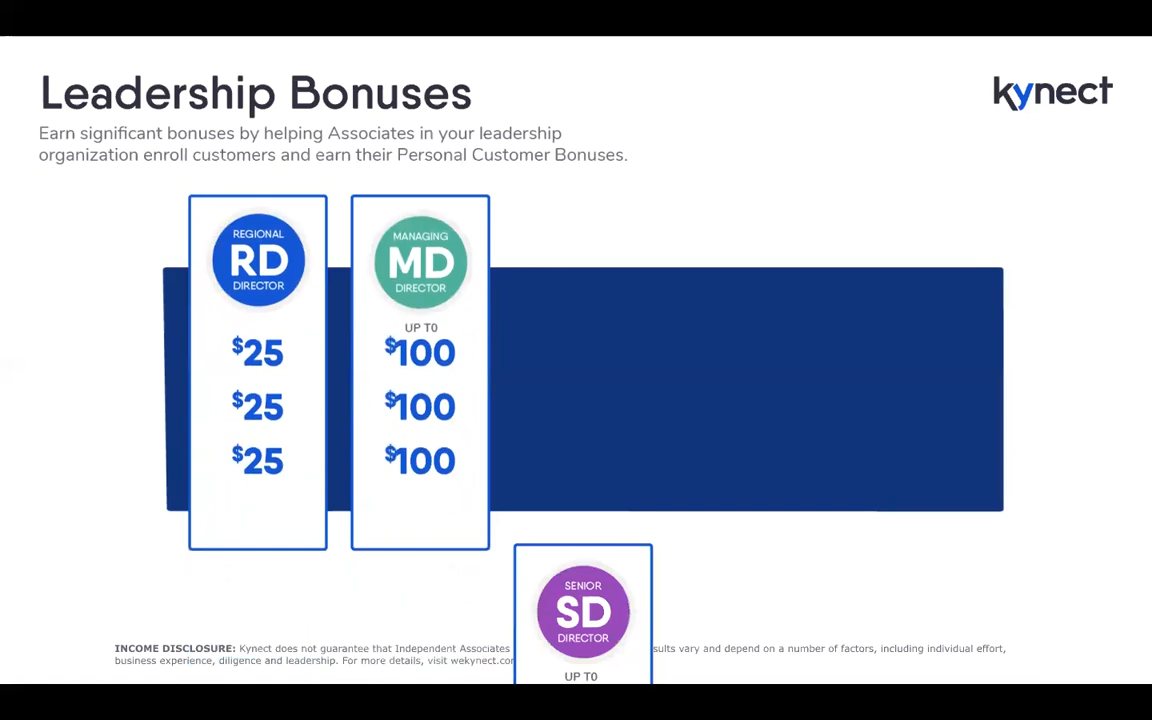 Leadership Bonuses
kynect
Earn significant bonuses by helping Associates in your leadership
organization enroll customers and earn their Personal Customer Bonuses.
REGIONAL
RD
DIRECTOR
$25
$25
$25
MANAGING
MD
DIRECTOR
UP TO
$100
$100
$100
SENIOR
SD
DIRECTOR
UP TO
INCOME DISCLOSURE: Kynect does not guarantee that Independent Associates vary and depend on a number of factors, including individual effort,
business experience, diligence and leadership. For more details, visit